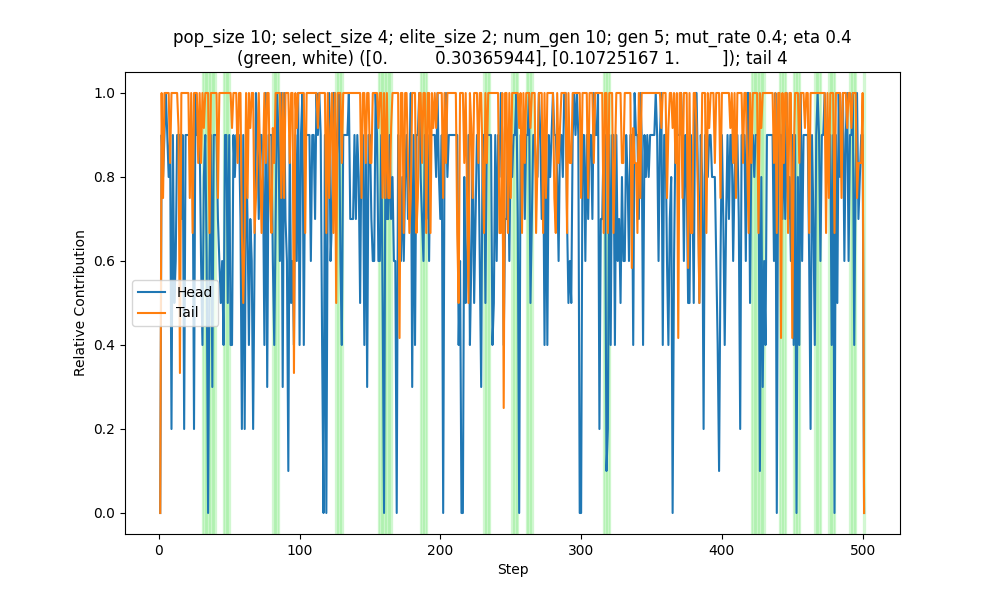 pop_size 10; select_size 4; elite_size 2; num_gen 10; gen 5; mut_rate 0.4; eta 0.4
(green, white) ([0.         0.30365944], [0.10725167 1.        ]); tail 4
1.0
0.8
0.6
0.4
0.2
0.0
Relative Contribution
Head
Tail
0
100
200
300
400
500
Step